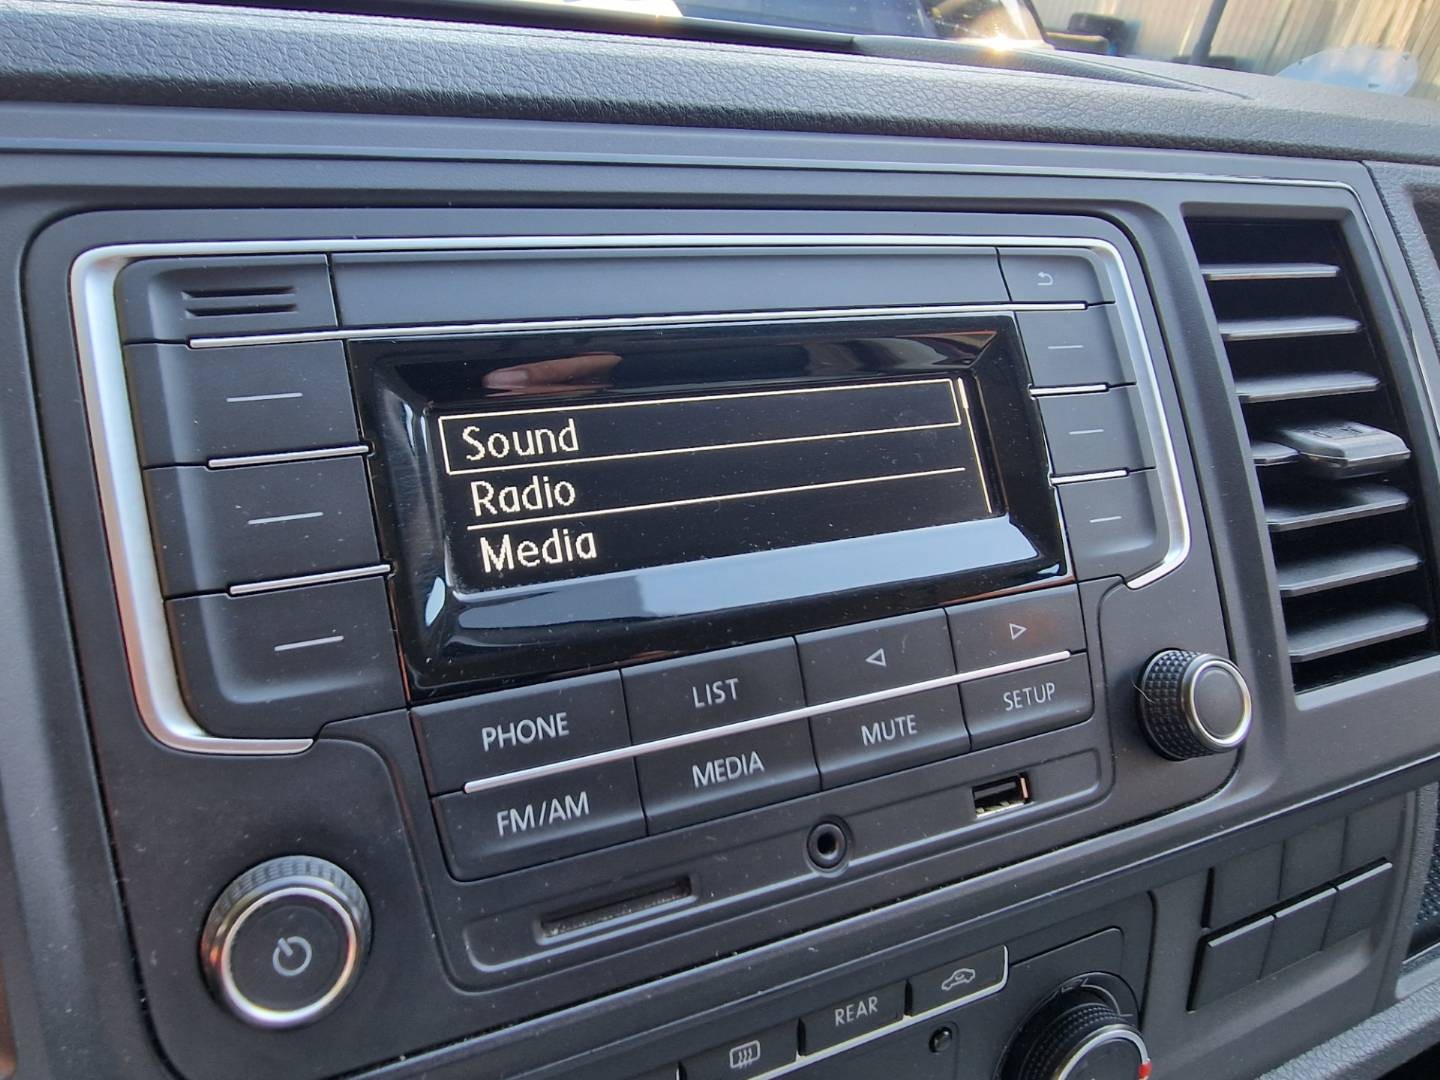 Sound
Radio
Media
PHONE
LIST
FM/AM
MEDIA
MUTE
SETUP
REAR